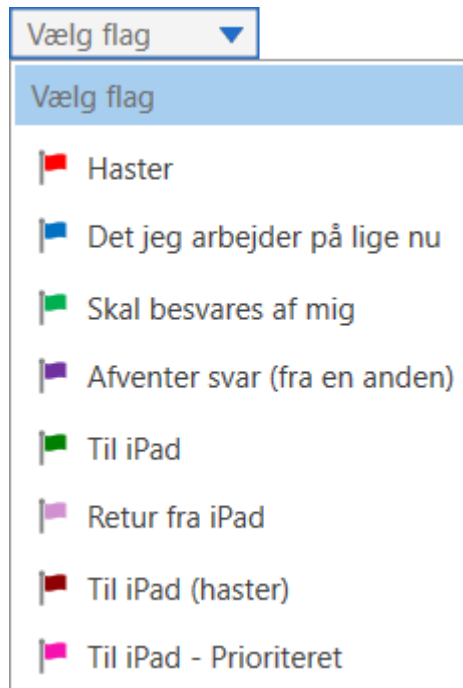 Vælg flag
Vælg flag
Haster
Det jeg arbejder på lige nu
Skal besvares af mig
Afventer svar (fra en anden)
Til iPad
Retur fra iPad
Til iPad (haster)
Til iPad - Prioriteret